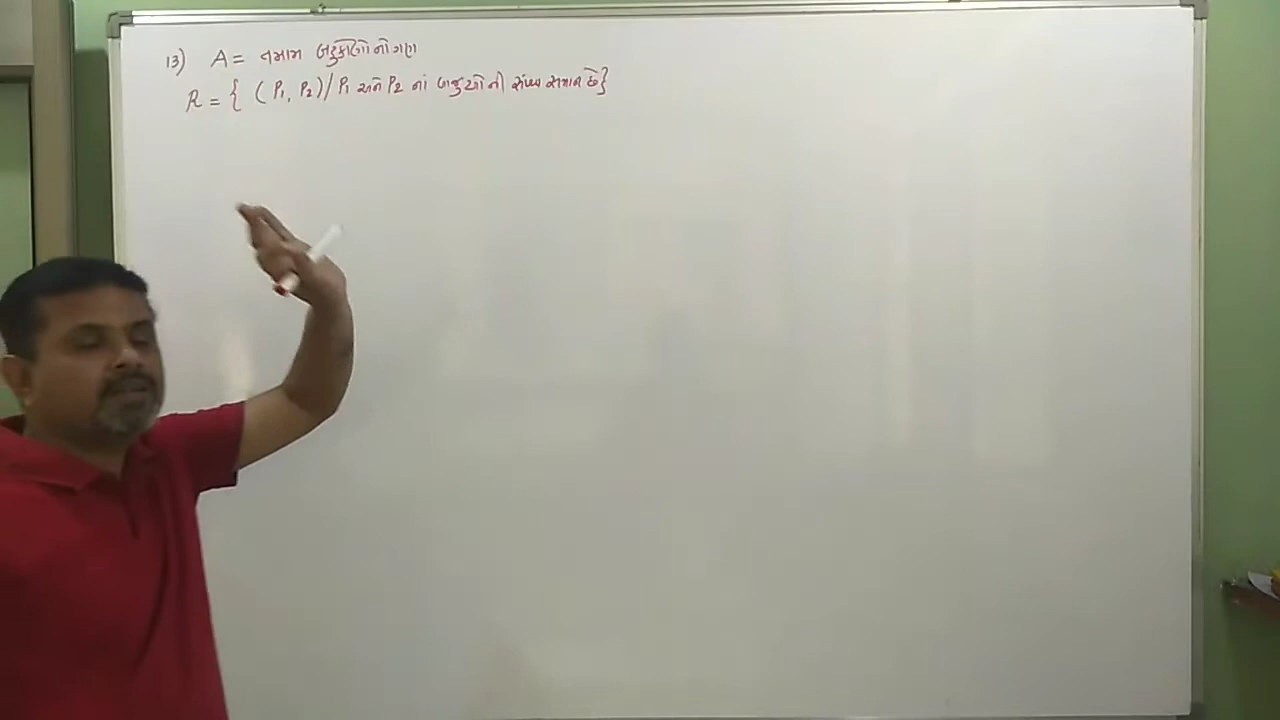 13) A = તમામ બહુકોણોનો ગણ
R = { (P₁, P₂) / P₁ અને P₂ નાં બાજુઓની સંખ્યા સમાન છે}